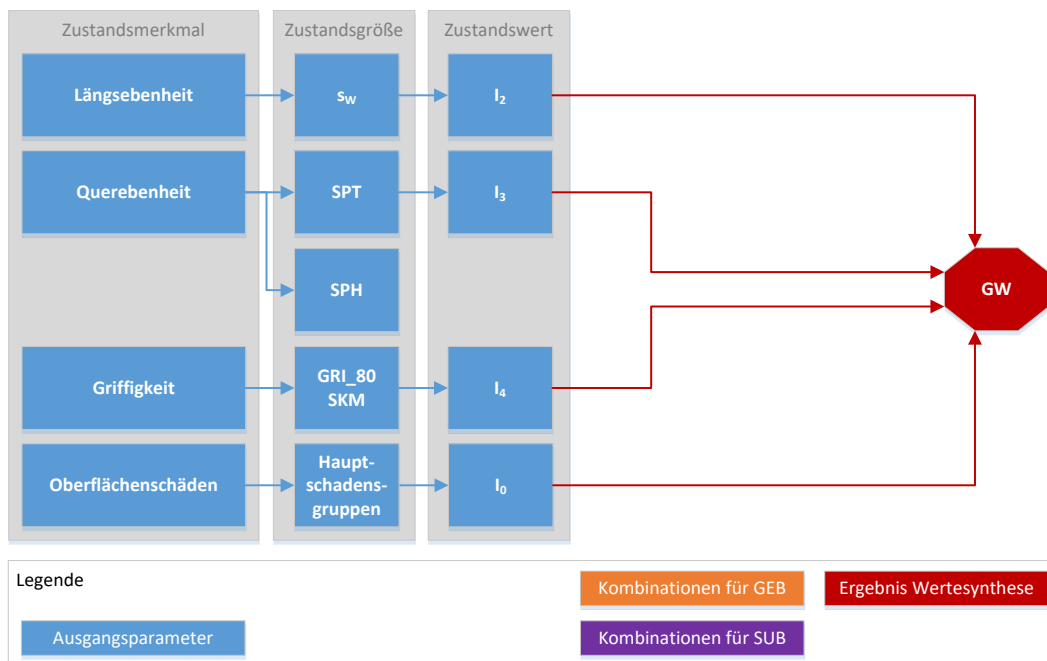 Zustandsmerkmal
Zustandsgröße
Zustandswert
Längsebenheit
sW
I2
Querebenheit
SPT
I3
SPH
GW
Griffigkeit
GRI_80
SKM
I4
Oberflächenschäden
Haupt-
schadens-
gruppen
I0
Legende
Kombinationen für GEB
Ergebnis Wertesynthese
Ausgangsparameter
Kombinationen für SUB